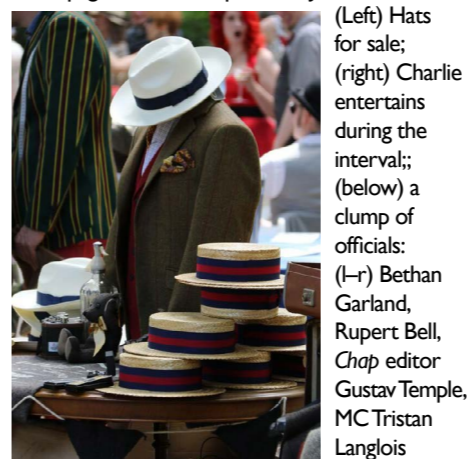 (Left) Hats
for sale;
(right) Charlie
entertains
during the
interval;;
(below) a
clump of
officials:
(l–r) Bethan
Garland,
Rupert Bell,
Chap editor
Gustav Temple,
MC Tristan
Langlois